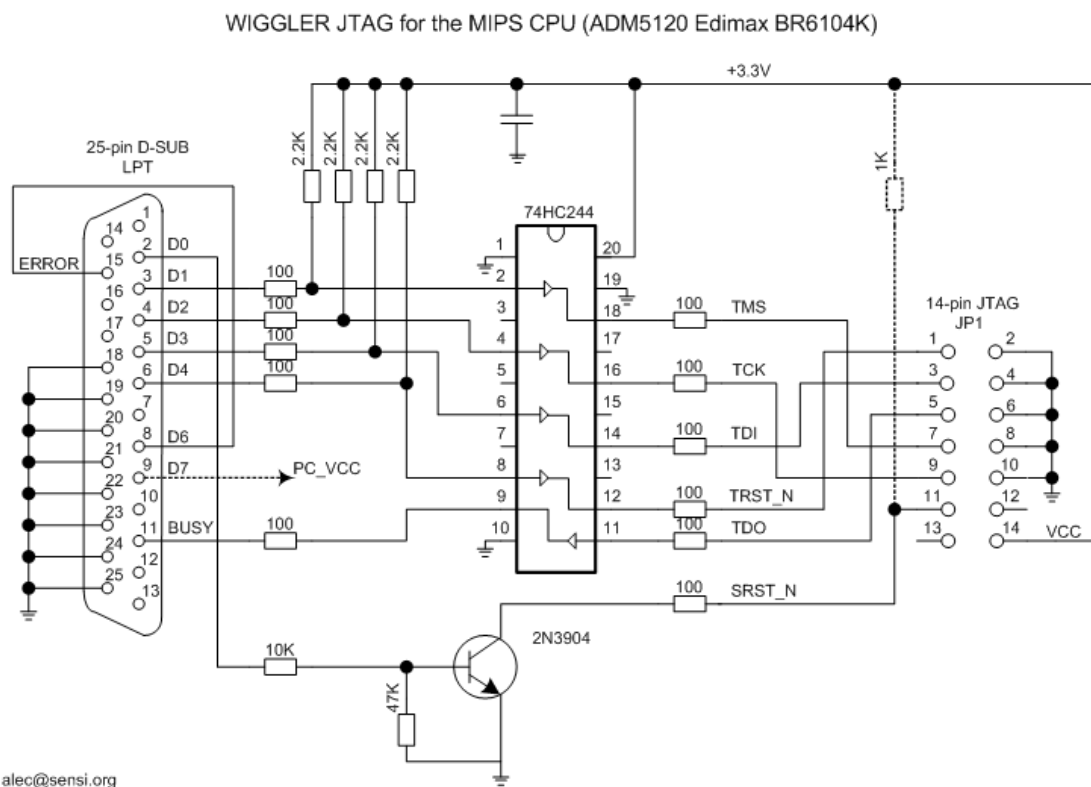 WIGGLER JTAG for the MIPS CPU (ADM5120 Edimax BR6104K)
+3.3V
25-pin D-SUB
LPT
2.2K
2.2K
2.2K
2.2K
1K
74HC244
14-pin JTAG
JP1
ERROR
1
14
2 D0
15
3 D1
16
4 D2
17
5 D3
18
6 D4
19
7
20
8 D6
21
9 D7
22
10
23
11 BUSY
24
12
25
13
PC_VCC
100
100
100
100
100
1
2
3
4
5
6
7
8
9
10
20
19
18
17
16
15
14
13
12
11
100 TMS
100 TCK
100 TDI
100 TRST_N
100 TDO
100 SRST_N
1 2
3 4
5 6
7 8
9 10
11 12
13 14
VCC
2N3904
10K
47K
alec@sensi.org